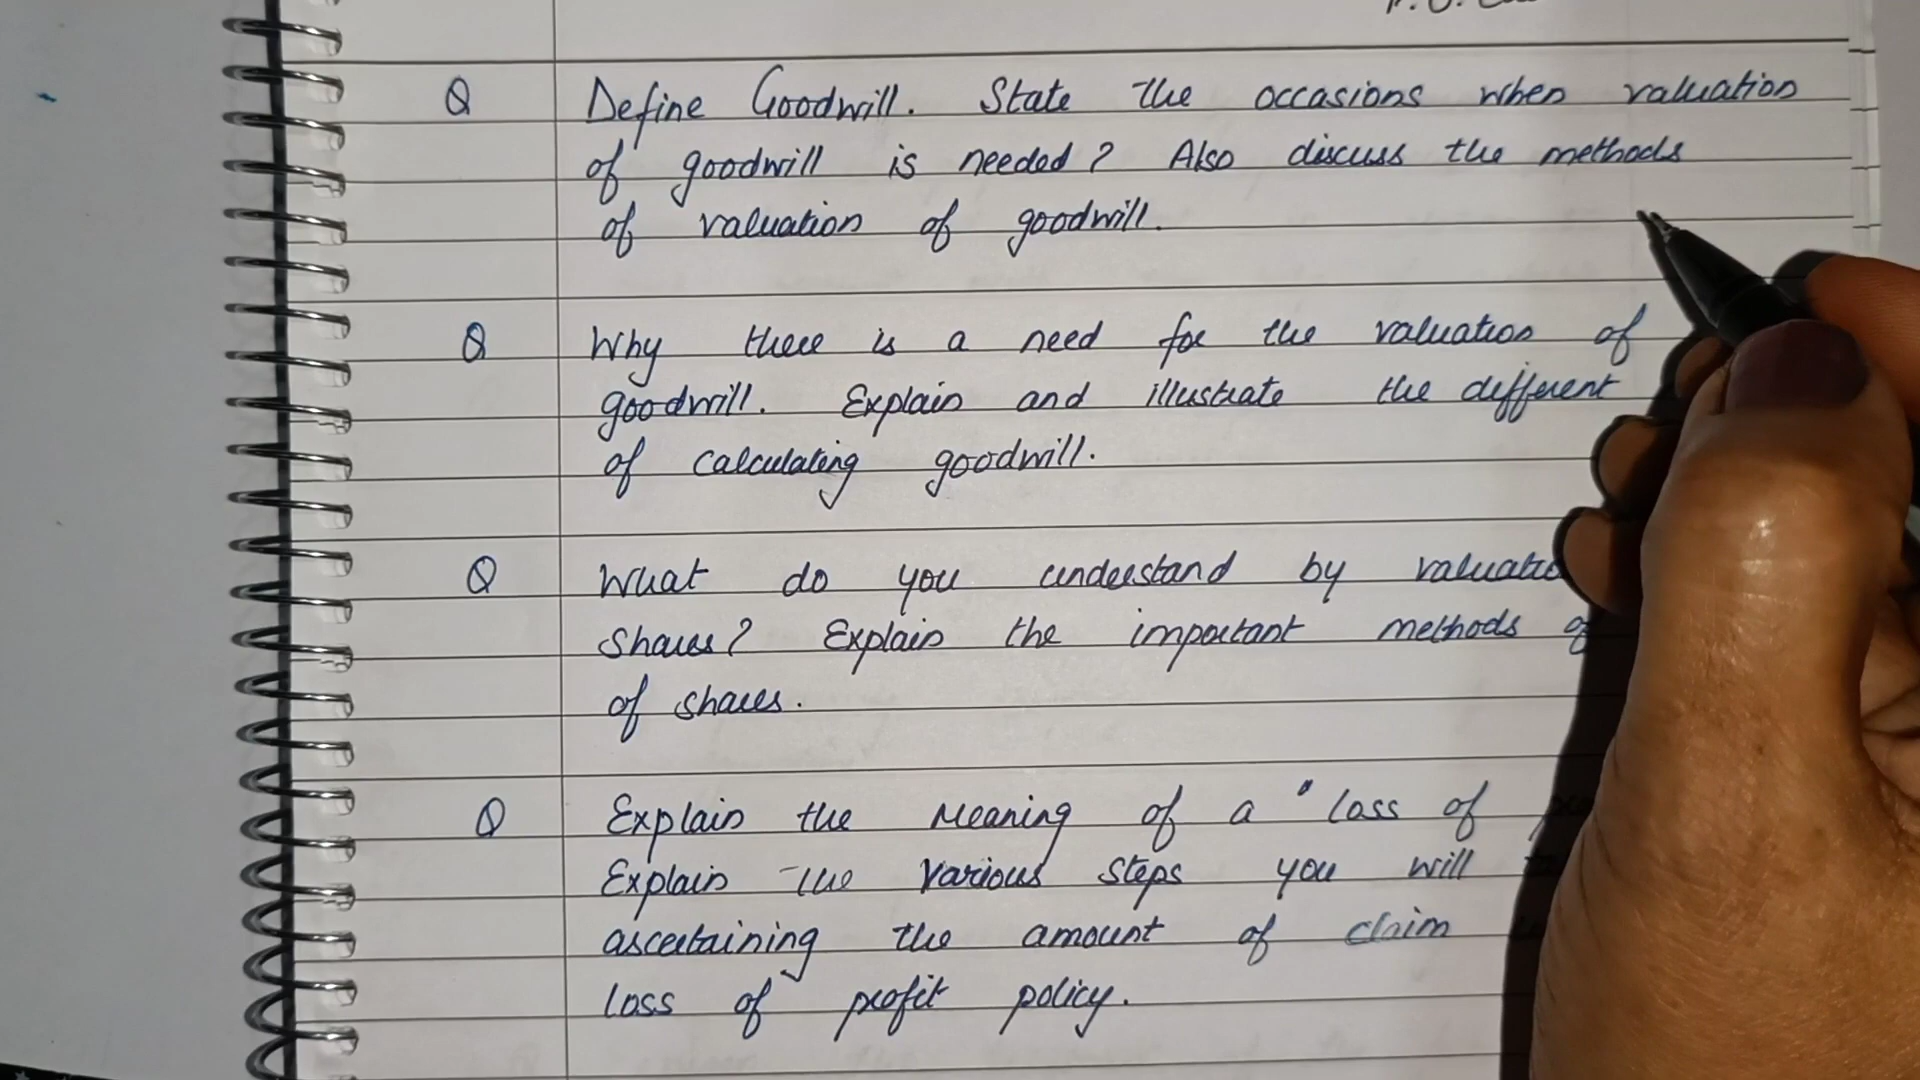 Q Define Goodwill. State the occasions when valuation
of goodwill is needed? Also discuss the methods
of valuation of goodwill.
Q Why there is a need for the valuation of
goodwill. Explain and illustrate the different
of calculating goodwill.
Q What do you understand by
Shares? Explain the important methods
of shares.
Q Explain the Meaning of a " loss of
Explain the various steps you will
ascertaining the amount of claim
loss of profit policy.